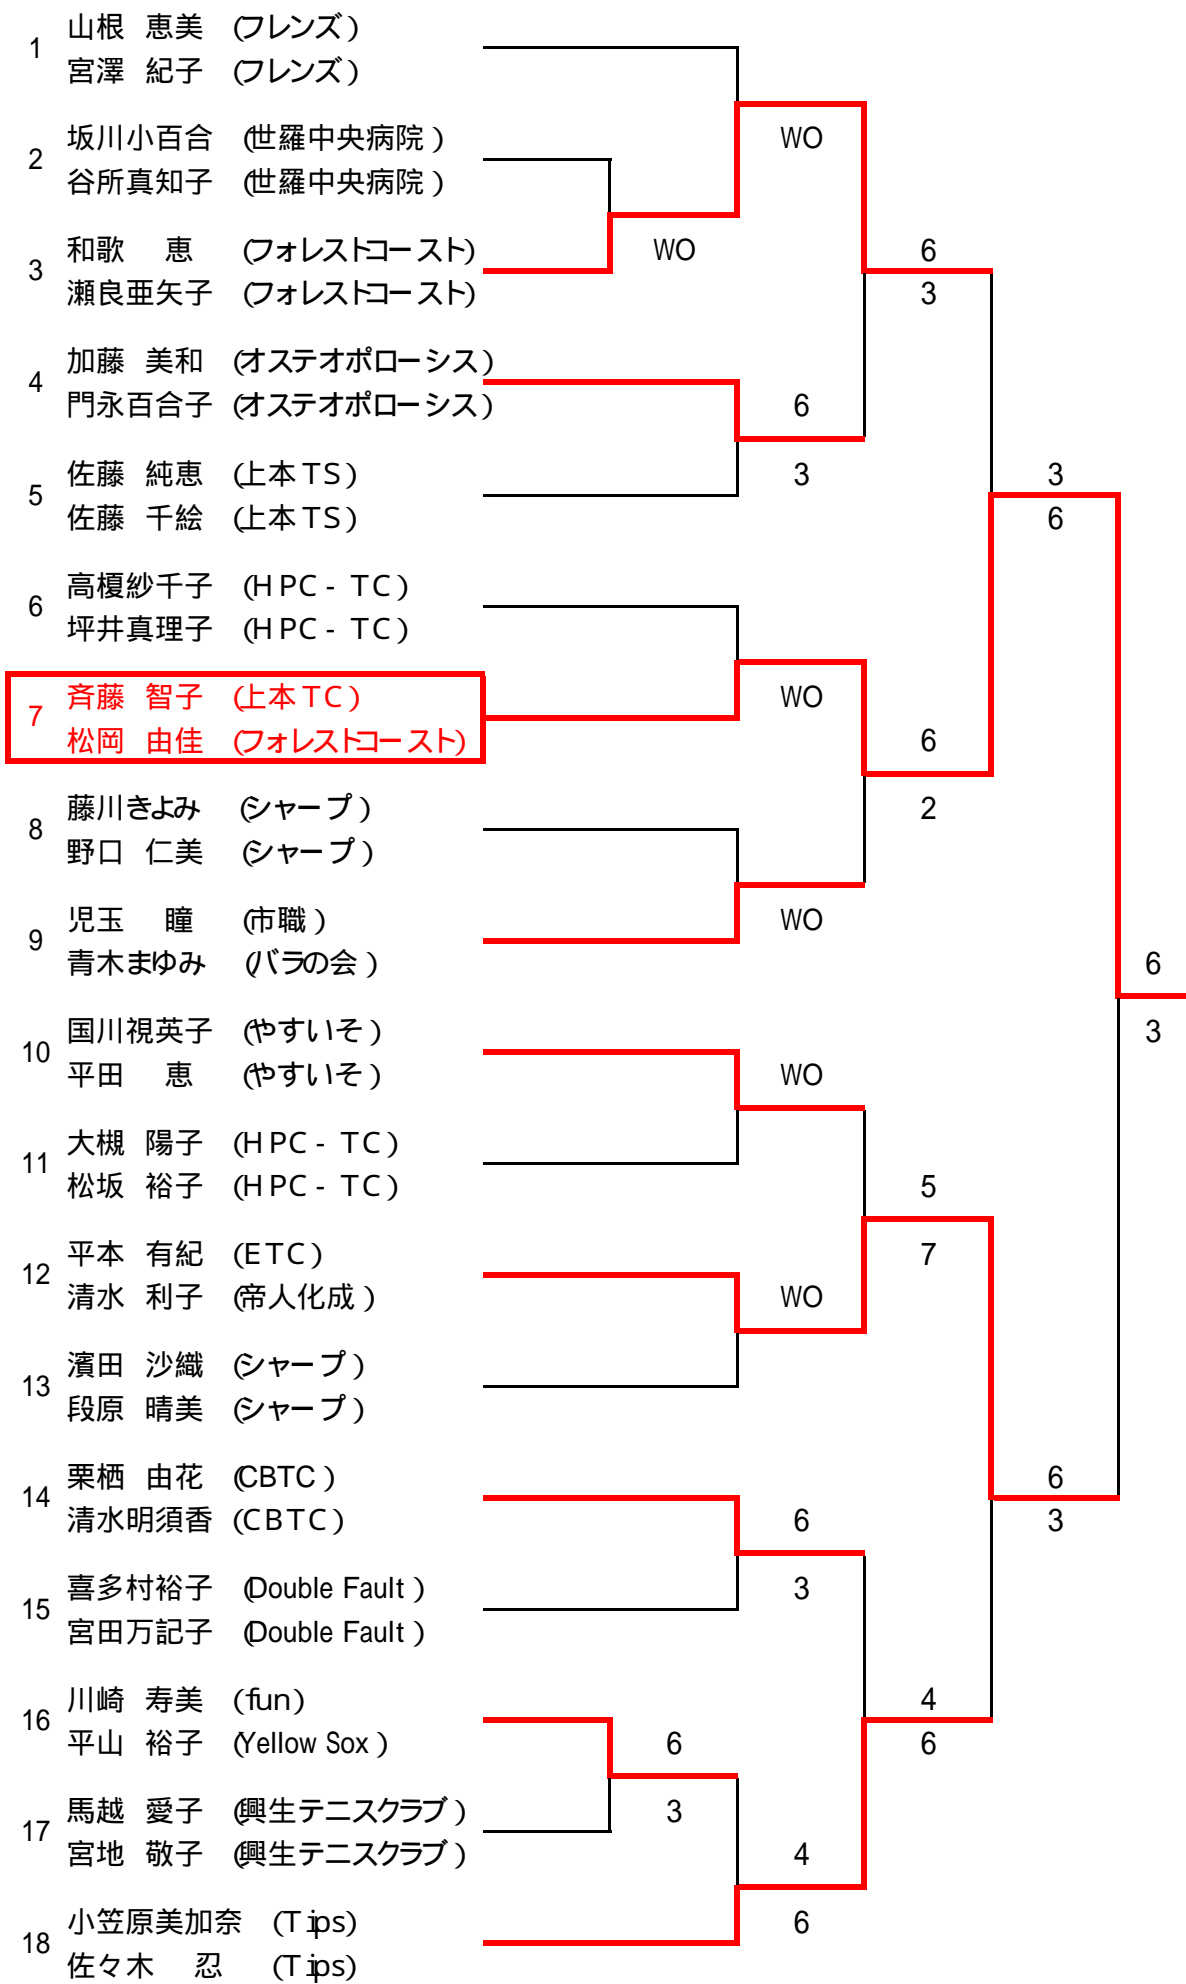 1
山根 恵美 (フレンズ)
宮澤 紀子 (フレンズ)
WO
2
坂川小百合 (世羅中央病院)
谷所真知子 (世羅中央病院)
WO
3
和歌 恵 (フォレストコースト)
瀬良亜矢子 (フォレストコースト)
6
3
4
加藤 美和 (オステオポローシス)
門永百合子 (オステオポローシス)
6
3
5
佐藤 純恵 (上本TS)
佐藤 千絵 (上本TS)
3
6
6
高榎紗千子 (HPC- TC)
坪井真理子 (HPC- TC)
7
斉藤 智子 (上本TC)
松岡 由佳 (フォレストコースト)
WO
6
2
8
藤川きよみ (シャープ)
野口 仁美 (シャープ)
9
児玉 瞳 (市職)
青木まゆみ (バラの会)
WO
6
3
10
国川視英子 (やすいそ)
平田 恵 (やすいそ)
WO
11
大槻 陽子 (HPC- TC)
松坂 裕子 (HPC- TC)
5
7
12
平本 有紀 (ETC)
清水 利子 (帝人化成)
WO
13
濱田 沙織 (シャープ)
段原 晴美 (シャープ)
14
栗栖 由花 (CBTC)
清水明須香 (CBTC)
6
3
6
3
15
喜多村裕子 (Double Fault)
宮田万記子 (Double Fault)
16
川崎 寿美 (fun)
平山 裕子 (Yellow Sox)
6
3
4
6
17
馬越 愛子 (興生テニスクラブ)
宮地 敬子 (興生テニスクラブ)
4
6
18
小笠原美加奈 (Tips)
佐々木 忍 (Tips)